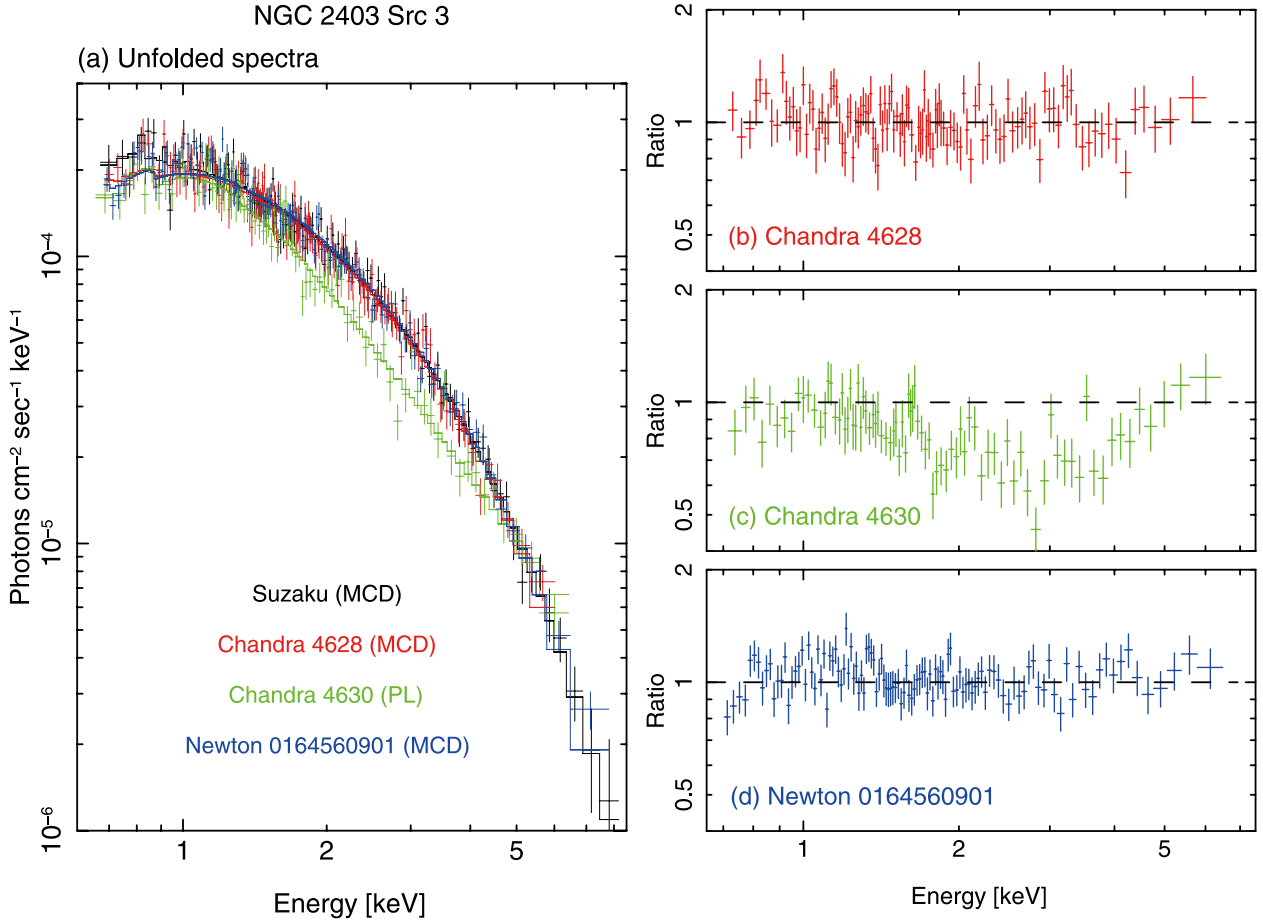 NGC 2403 Src 3
(a) Unfolded spectra
Photons cm⁻² sec⁻¹ keV⁻¹
10⁻⁴
10⁻⁵
10⁻⁶
Suzaku (MCD)
Chandra 4628 (MCD)
Chandra 4630 (PL)
Newton 0164560901 (MCD)
1
2
5
Energy [keV]
Ratio
2
1
0.5
(b) Chandra 4628
Ratio
2
1
0.5
(c) Chandra 4630
Ratio
2
1
0.5
(d) Newton 0164560901
1
2
5
Energy [keV]